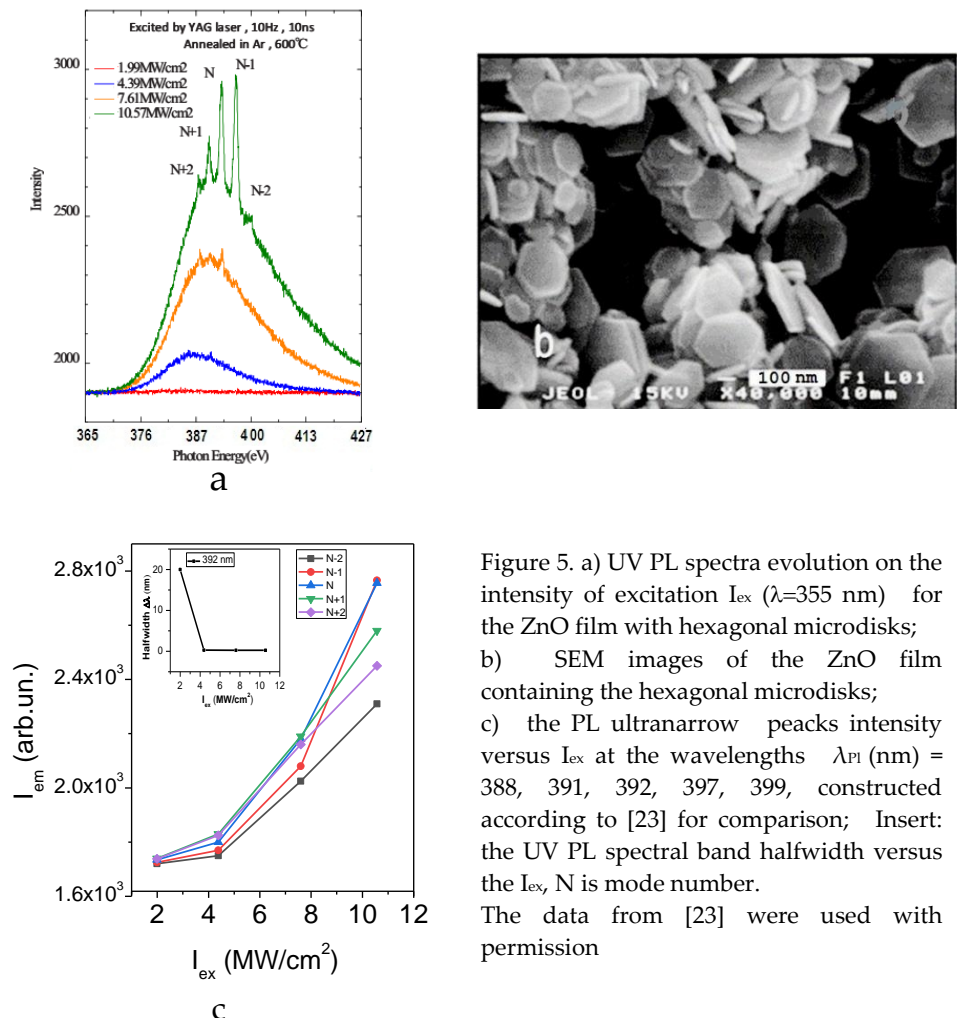 Excited by YAG laser , 10Hz , 10ns
Annealed in Ar , 600℃
3000
2500
2000
Intensity
1.99MW/cm2
4.39MW/cm2
7.61MW/cm2
10.57MW/cm2
N+2
N+1
N
N-1
N-2
365 376 387 400 413 427
Photon Energy(eV)
a
b
100 nm F1 L01
JEOL 15KV X40,000 10mm
2.8x10³
2.4x10³
2.0x10³
1.6x10³
I_em (arb.un.)
392 nm
20
10
0
Halfwidth Δλ (nm)
2 4 6 8 10 12
I_ex (MW/cm²)
N-2
N-1
N
N+1
N+2
2 4 6 8 10 12
I_ex (MW/cm²)
c
Figure 5. a) UV PL spectra evolution on the
intensity of excitation Iex (λ=355 nm) for
the ZnO film with hexagonal microdisks;
b) SEM images of the ZnO film
containing the hexagonal microdisks;
c) the PL ultranarrow peacks intensity
versus Iex at the wavelengths λPl (nm) =
388, 391, 392, 397, 399, constructed
according to [23] for comparison; Insert:
the UV PL spectral band halfwidth versus
the Iex, N is mode number.
The data from [23] were used with
permission